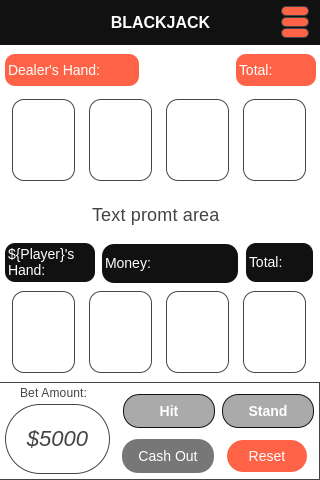 BLACKJACK
Dealer's Hand:
Total:
Text promt area
${Player}'s
Hand:
Money:
Total:
Bet Amount:
$5000
Hit
Stand
Cash Out
Reset